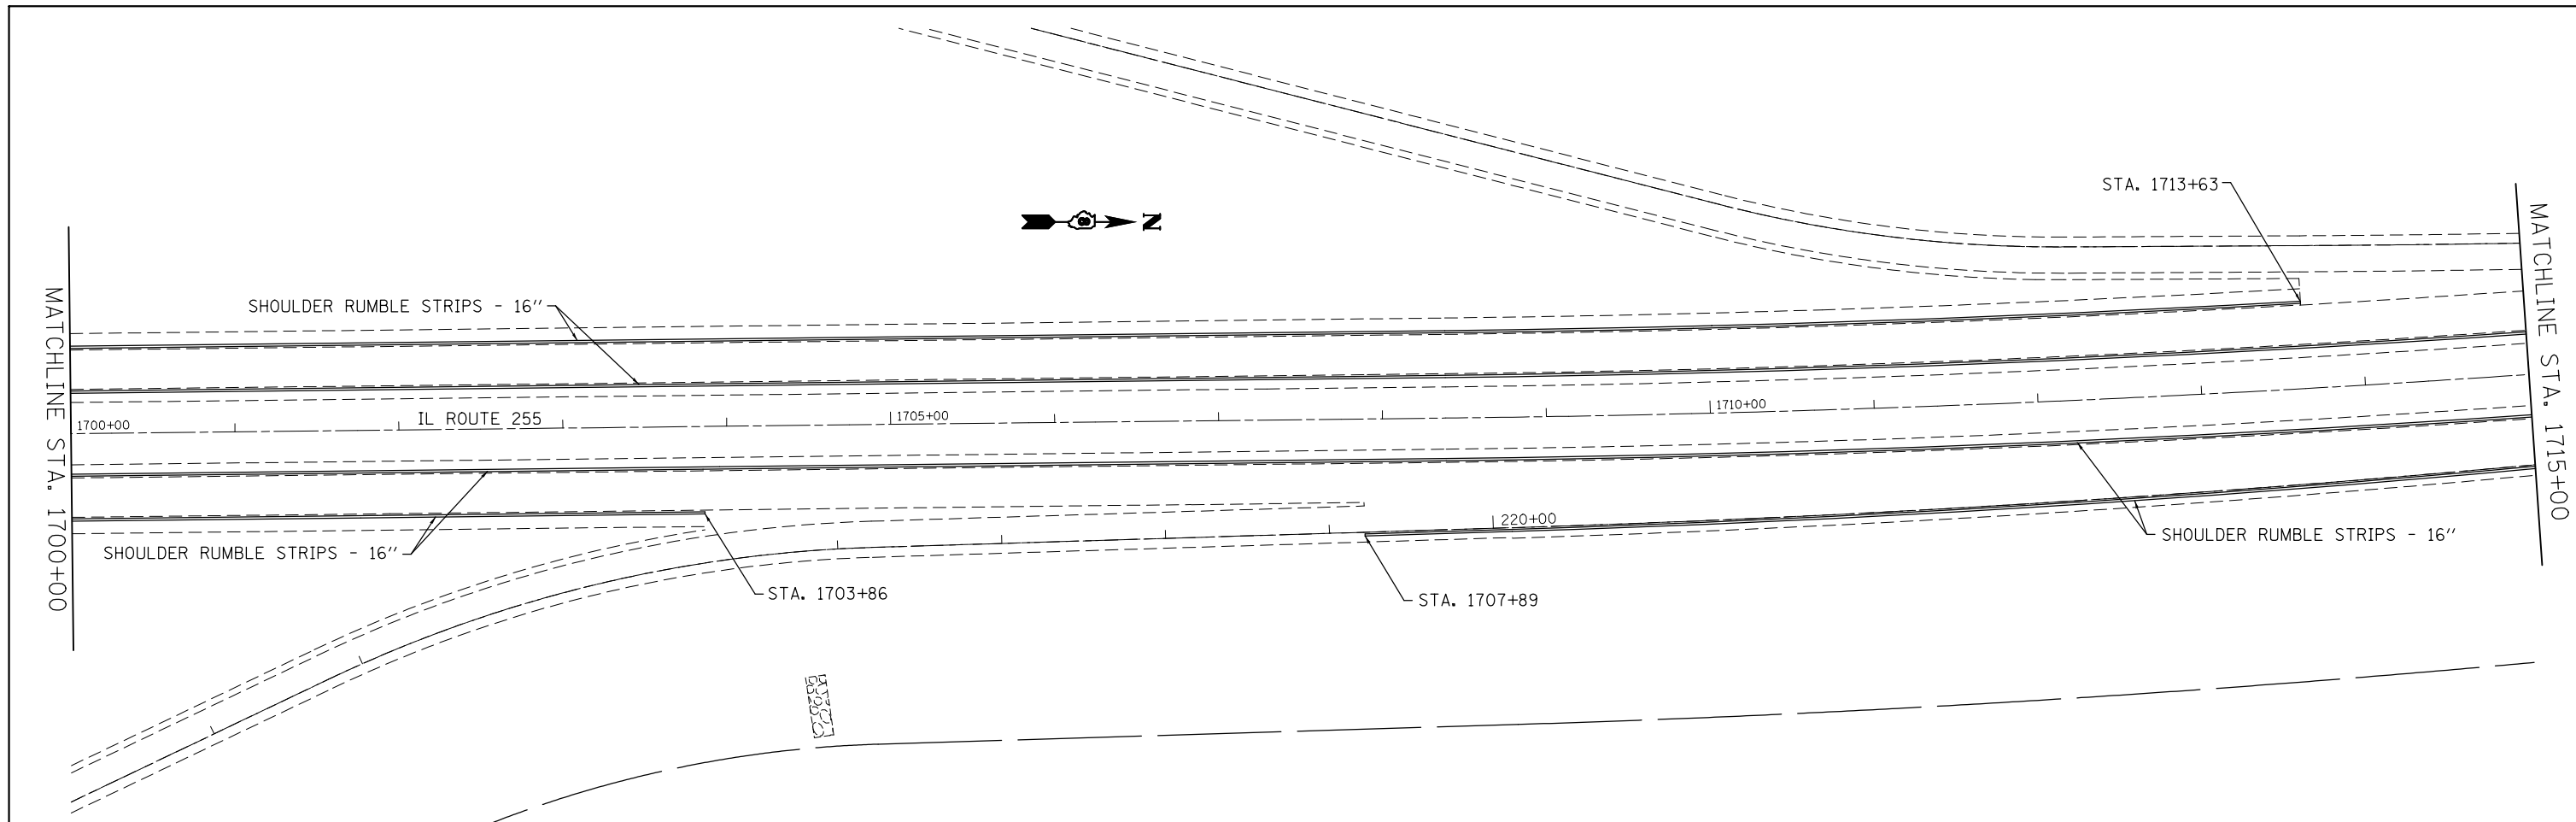 STA. 1713+63
N
MATCHLINE STA. 1700+00
MATCHLINE STA. 1715+00
SHOULDER RUMBLE STRIPS - 16"
1700+00
IL ROUTE 255
1705+00
1710+00
220+00
SHOULDER RUMBLE STRIPS - 16"
SHOULDER RUMBLE STRIPS - 16"
STA. 1703+86
STA. 1707+89